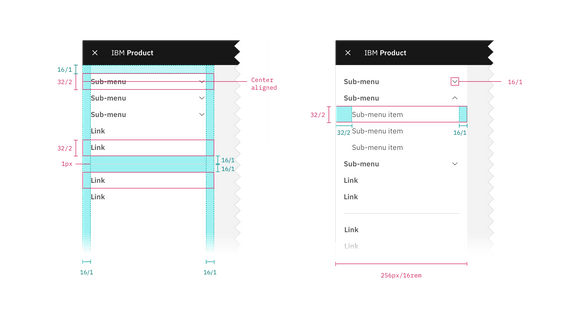 IBM Product
16/1
32/2
Sub-menu
Center
aligned
Sub-menu
Sub-menu
Link
32/2
Link
1px
16/1
16/1
Link
Link
16/1
16/1
IBM Product
Sub-menu
16/1
Sub-menu
32/2
Sub-menu item
32/2
Sub-menu item
16/1
Sub-menu item
Sub-menu
Link
Link
Link
Link
256px/16rem